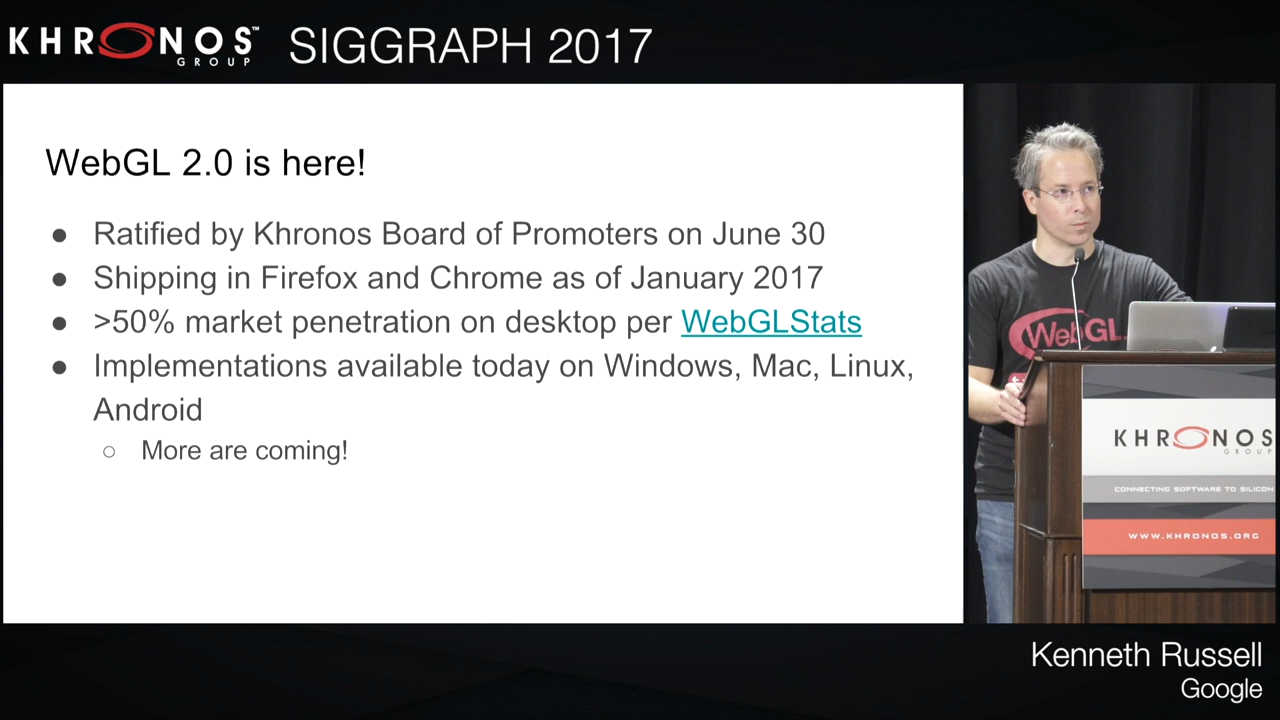 KHRONOS™ GROUP SIGGRAPH 2017
WebGL 2.0 is here!
● Ratified by Khronos Board of Promoters on June 30
● Shipping in Firefox and Chrome as of January 2017
● >50% market penetration on desktop per WebGLStats
● Implementations available today on Windows, Mac, Linux,
Android
○ More are coming!
WebGL
KHRONOS
GROUP
CONNECTING SOFTWARE TO SILICON
WWW.KHRONOS.ORG
Kenneth Russell
Google